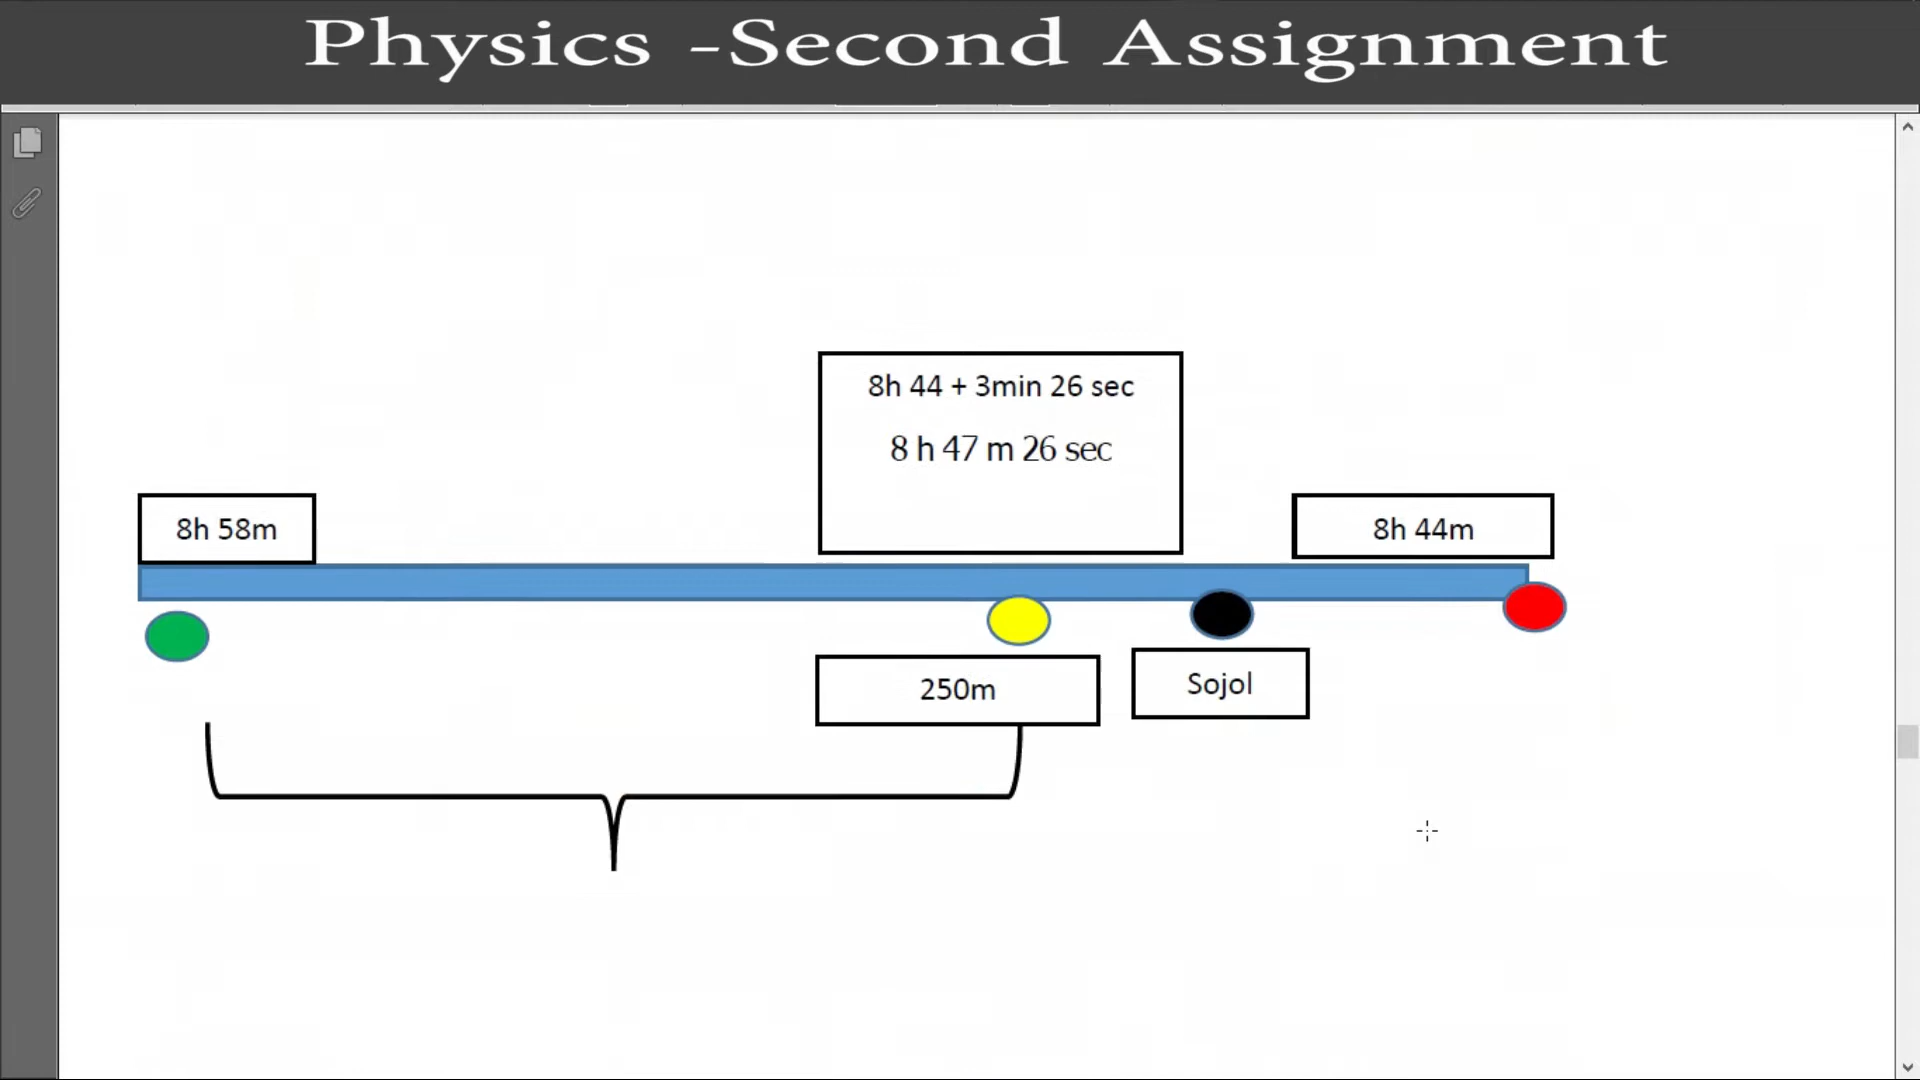 Physics -Second Assignment
8h 44 + 3min 26 sec
8 h 47 m 26 sec
8h 58m
8h 44m
250m
Sojol